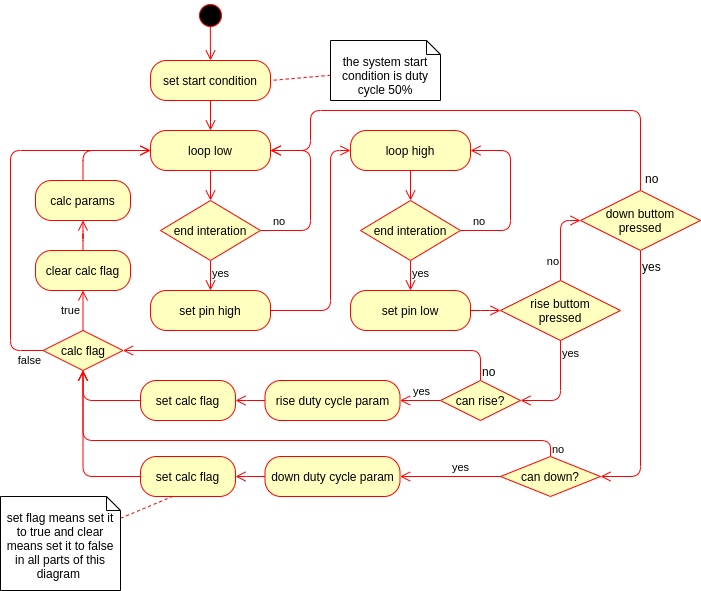 the system start
condition is duty
cycle 50%
set start condition
loop low
loop high
no
down buttom
pressed
calc params
end interation
no
end interation
no
yes
yes
yes
no
clear calc flag
true
set pin high
set pin low
rise buttom
pressed
yes
calc flag
false
no
set calc flag
rise duty cycle param
yes
can rise?
no
set calc flag
down duty cycle param
yes
can down?
set flag means set it
to true and clear
means set it to false
in all parts of this
diagram